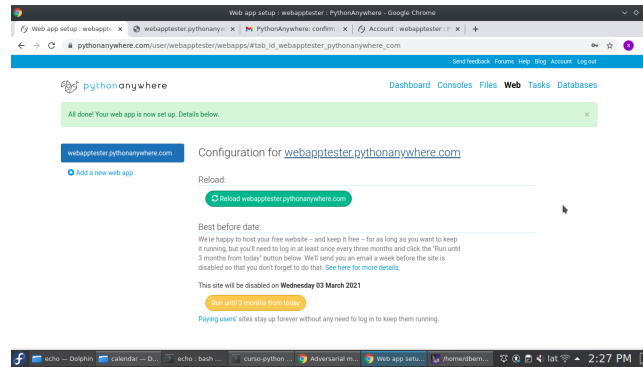 Web app setup : webapptester : PythonAnywhere - Google Chrome
Web app setup : webappte × webapptester.pythonanyw × PythonAnywhere: confirm × Account : webapptester : P × +
pythonanywhere.com/user/webapptester/webapps/#tab_id_webapptester_pythonanywhere_com
Send feedback Forums Help Blog Account Log out
pythonanywhere
Dashboard Consoles Files Web Tasks Databases
All done! Your web app is now set up. Details below. ×
webapptester.pythonanywhere.com
Add a new web app
Configuration for webapptester.pythonanywhere.com
Reload:
Reload webapptester.pythonanywhere.com
Best before date:
We're happy to host your free website – and keep it free – for as long as you want to keep
it running, but you'll need to log in at least once every three months and click the "Run until
3 months from today" button below. We'll send you an email a week before the site is
disabled so that you don't forget to do that. See here for more details.
This site will be disabled on Wednesday 03 March 2021
Run until 3 months from today
Paying users' sites stay up forever without any need to log in to keep them running.
echo — Dolphin calendar — D... echo : bash ... curso-python ... Adversarial m... Web app setu... /home/dbern... lat 2:27 PM